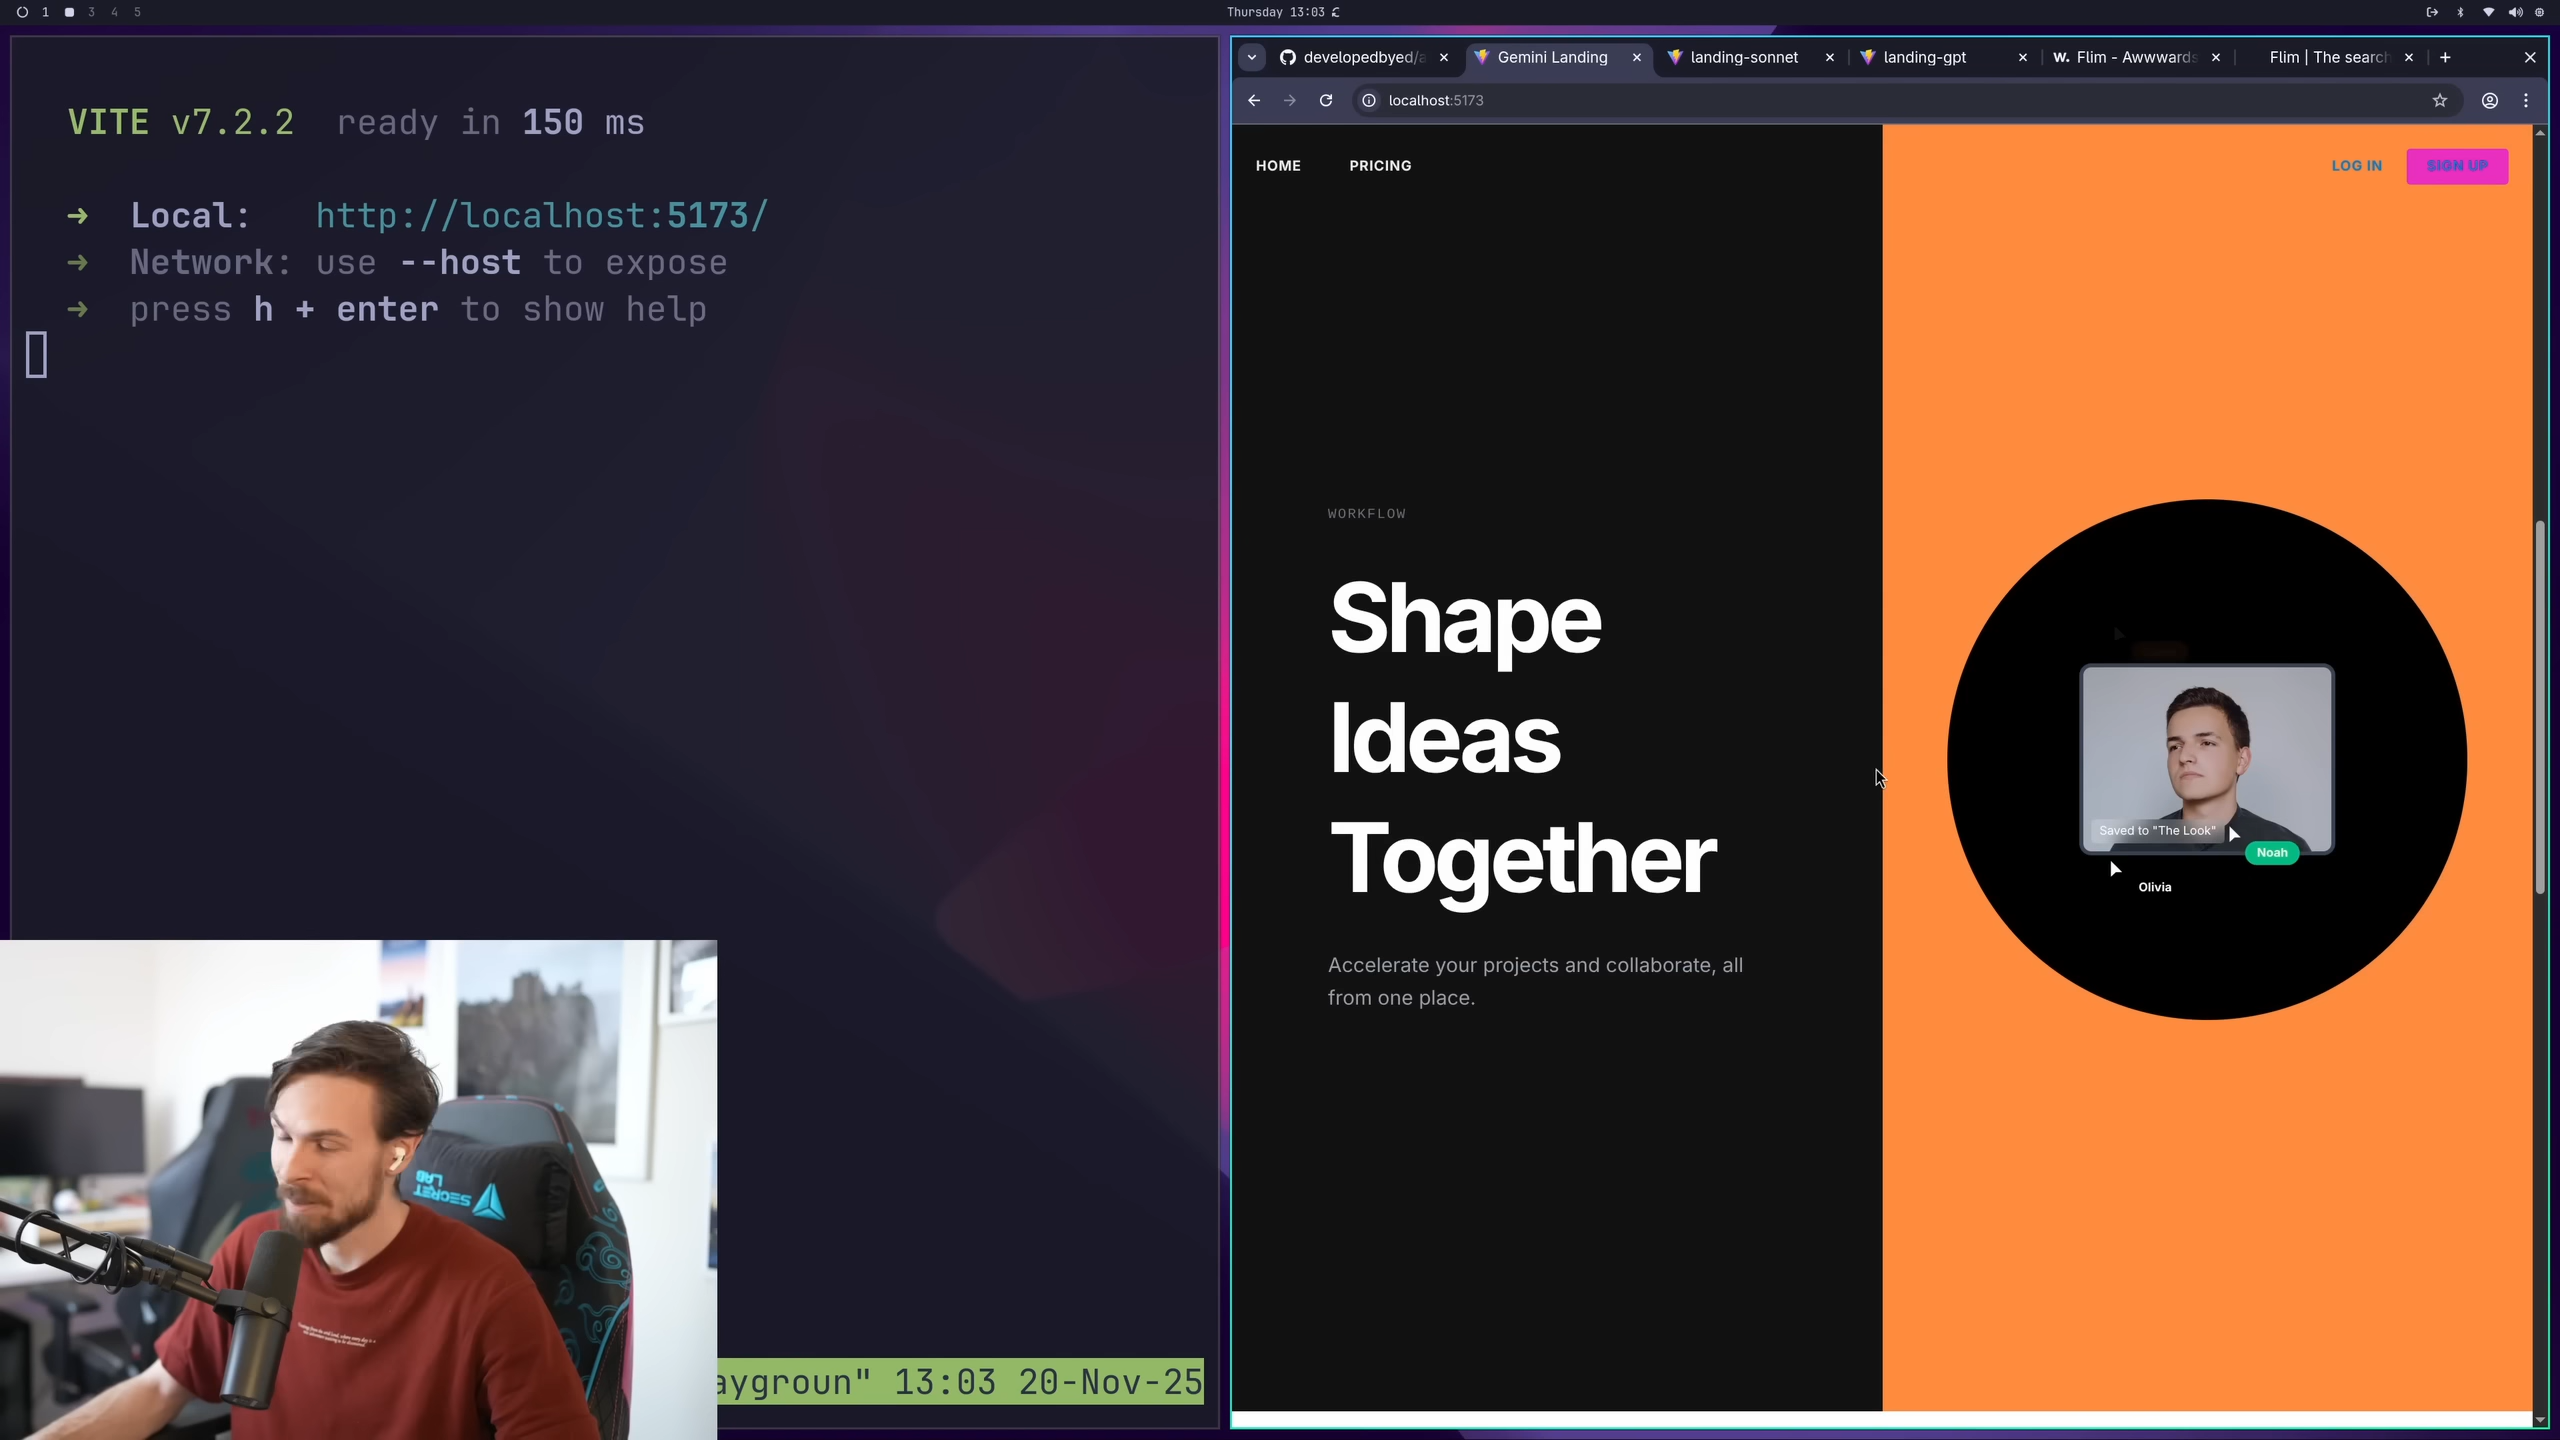 1 3 4 5
Thursday 13:03
VITE v7.2.2 ready in 150 ms
➜ Local: http://localhost:5173/
➜ Network: use --host to expose
➜ press h + enter to show help
aygroun" 13:03 20-Nov-25
SECRET
LAB
developedbyed/a
Gemini Landing
landing-sonnet
landing-gpt
W. Flim - Awwwards
Flim | The search
localhost:5173
HOME PRICING
LOG IN SIGN UP
WORKFLOW
Shape
Ideas
Together
Accelerate your projects and collaborate, all
from one place.
Saved to "The Look"
Noah
Olivia